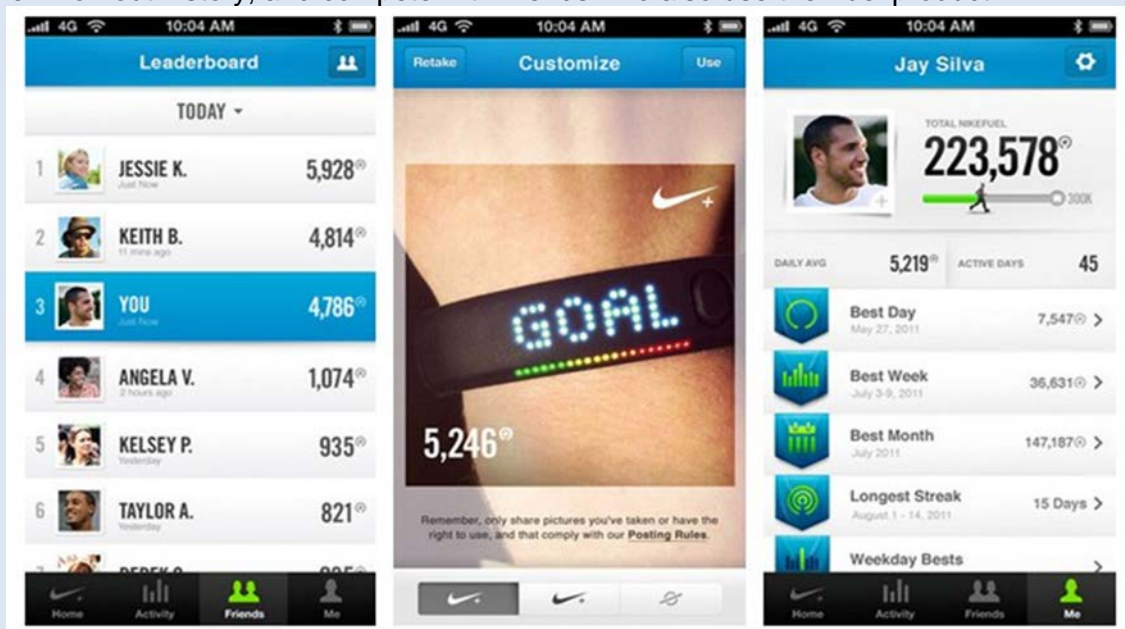 4G 10:04 AM
Leaderboard
TODAY
1 JESSIE K. 5,928
Just Now
2 KEITH B. 4,814
11 mins ago
3 YOU 4,786
Just Now
4 ANGELA V. 1,074
2 hours ago
5 KELSEY P. 935
Yesterday
6 TAYLOR A. 821
Yesterday
Home Activity Friends Me
4G 10:04 AM
Retake Customize Use
GOAL
5,246
Remember, only share pictures you've taken or have the
right to use, and that comply with our Posting Rules.
4G 10:04 AM
Jay Silva
TOTAL NIKEFUEL
223,578
300K
DAILY AVG 5,219 ACTIVE DAYS 45
Best Day 7,547
May 27, 2011
Best Week 36,631
July 3-9, 2011
Best Month 147,187
July 2011
Longest Streak 15 Days
August 1 - 14, 2011
Weekday Bests
Home Activity Friends Me